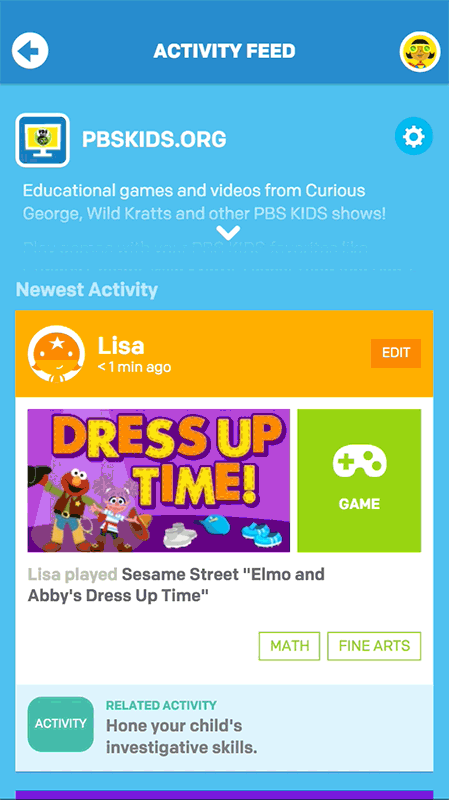 ACTIVITY FEED
PBSKIDS.ORG
Educational games and videos from Curious
George, Wild Kratts and other PBS KIDS shows!
Newest Activity
Lisa
< 1 min ago
EDIT
DRESS UP
TIME!
GAME
Lisa played Sesame Street "Elmo and
Abby's Dress Up Time"
MATH
FINE ARTS
ACTIVITY
RELATED ACTIVITY
Hone your child's
investigative skills.